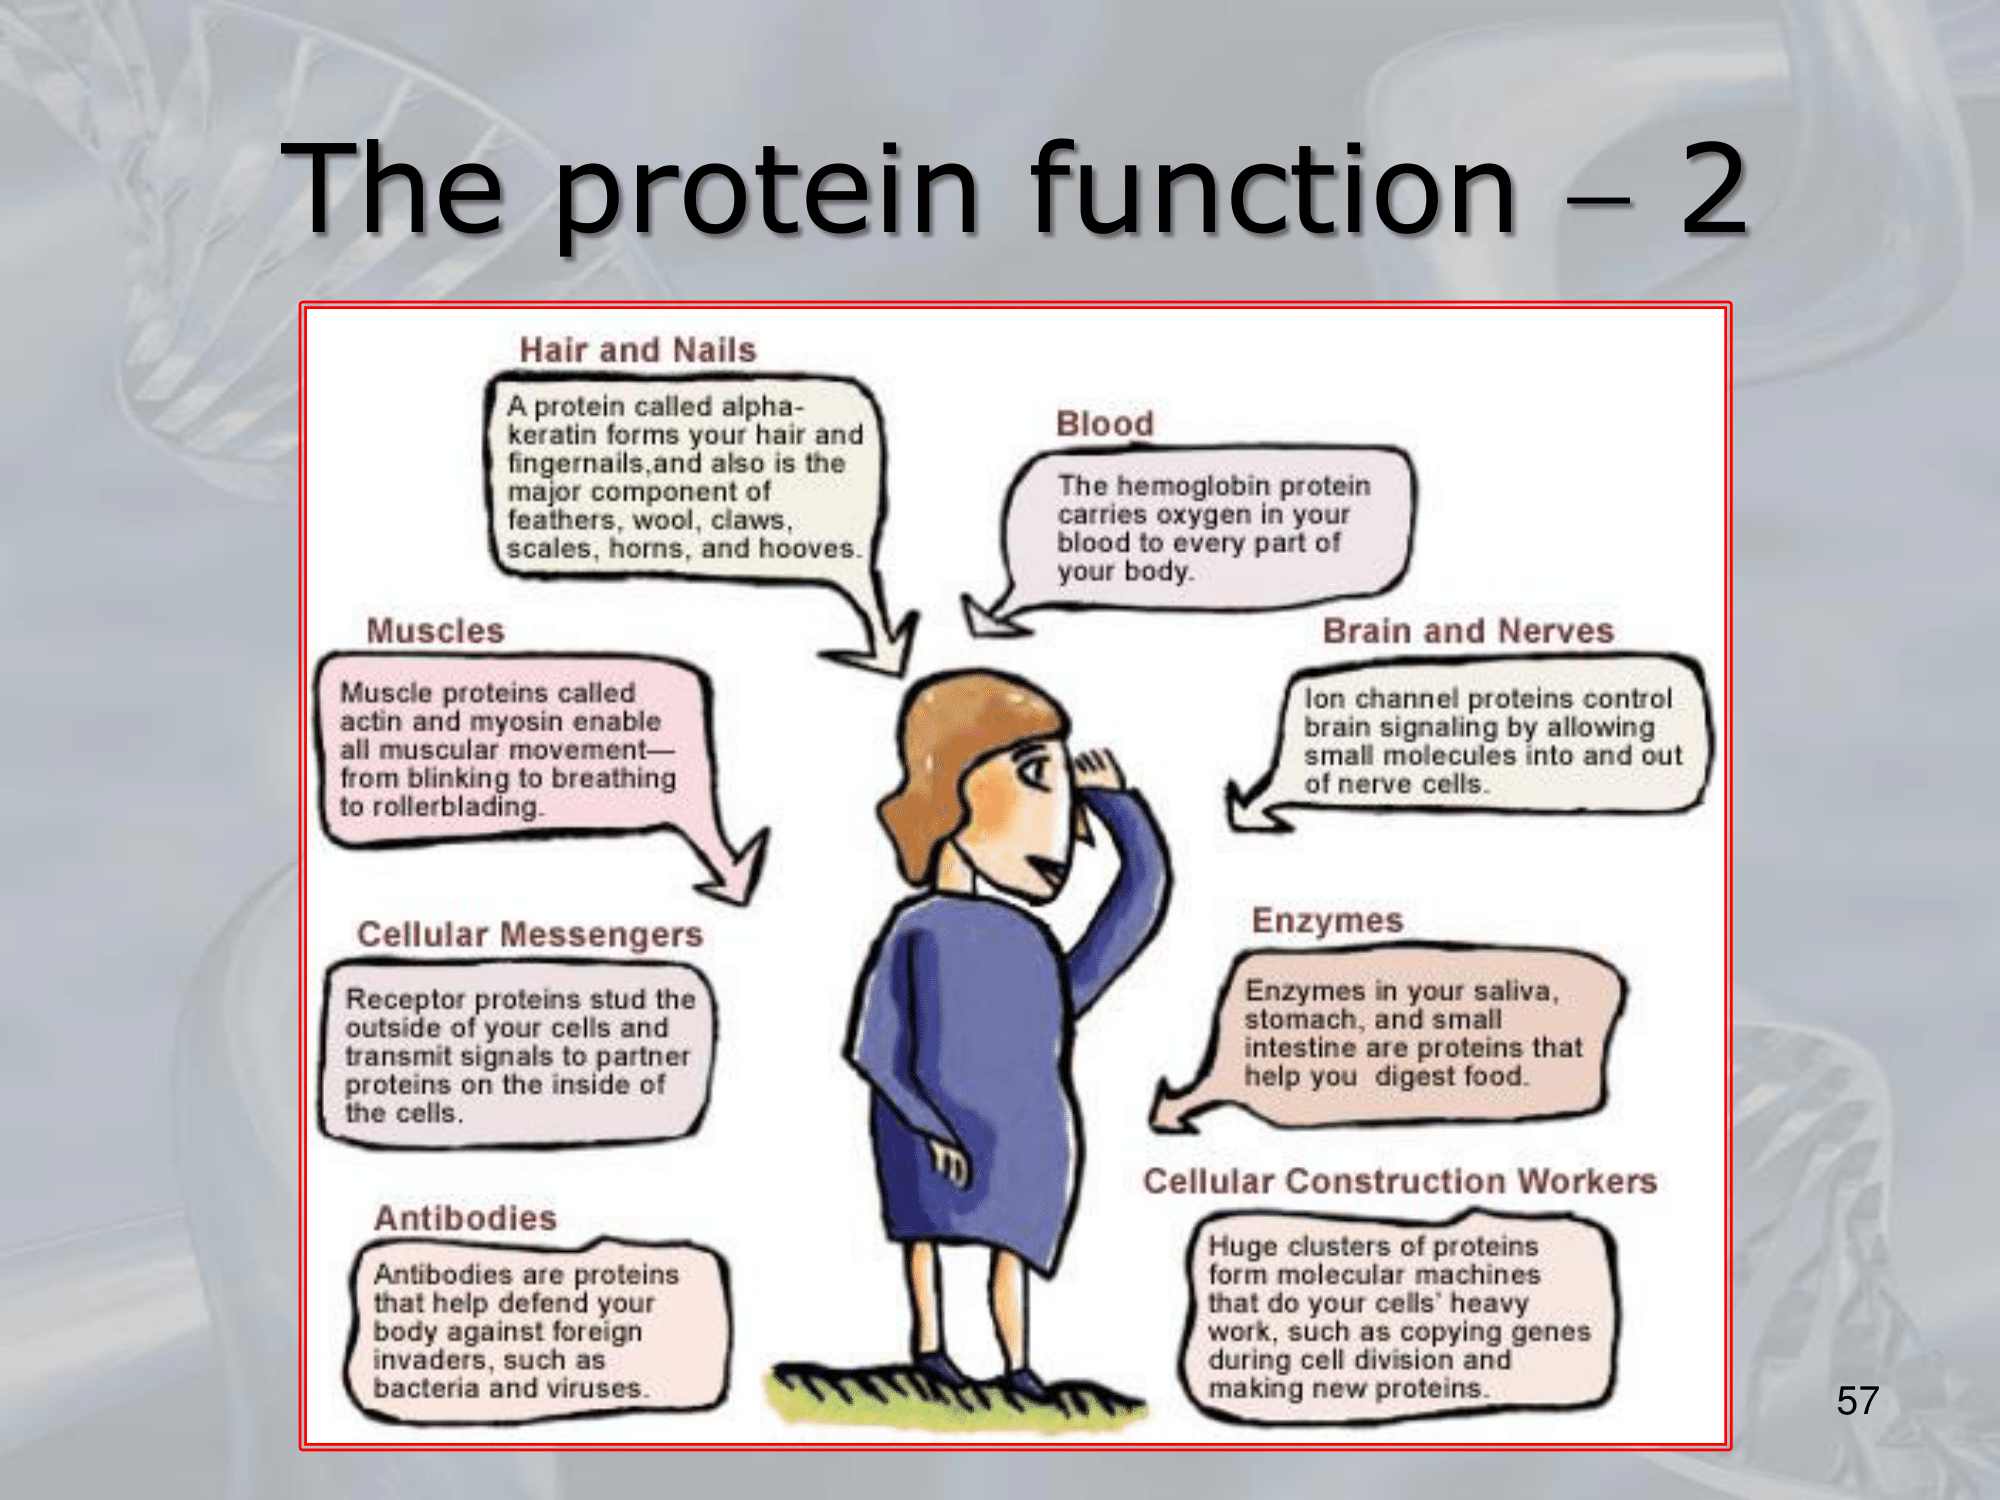 The protein function – 2
Hair and Nails
A protein called alpha-
keratin forms your hair and
fingernails,and also is the
major component of
feathers, wool, claws,
scales, horns, and hooves.
Blood
The hemoglobin protein
carries oxygen in your
blood to every part of
your body.
Muscles
Muscle proteins called
actin and myosin enable
all muscular movement—
from blinking to breathing
to rollerblading.
Brain and Nerves
Ion channel proteins control
brain signaling by allowing
small molecules into and out
of nerve cells.
Cellular Messengers
Receptor proteins stud the
outside of your cells and
transmit signals to partner
proteins on the inside of
the cells.
Enzymes
Enzymes in your saliva,
stomach, and small
intestine are proteins that
help you digest food.
Antibodies
Antibodies are proteins
that help defend your
body against foreign
invaders, such as
bacteria and viruses.
Cellular Construction Workers
Huge clusters of proteins
form molecular machines
that do your cells' heavy
work, such as copying genes
during cell division and
making new proteins.
57